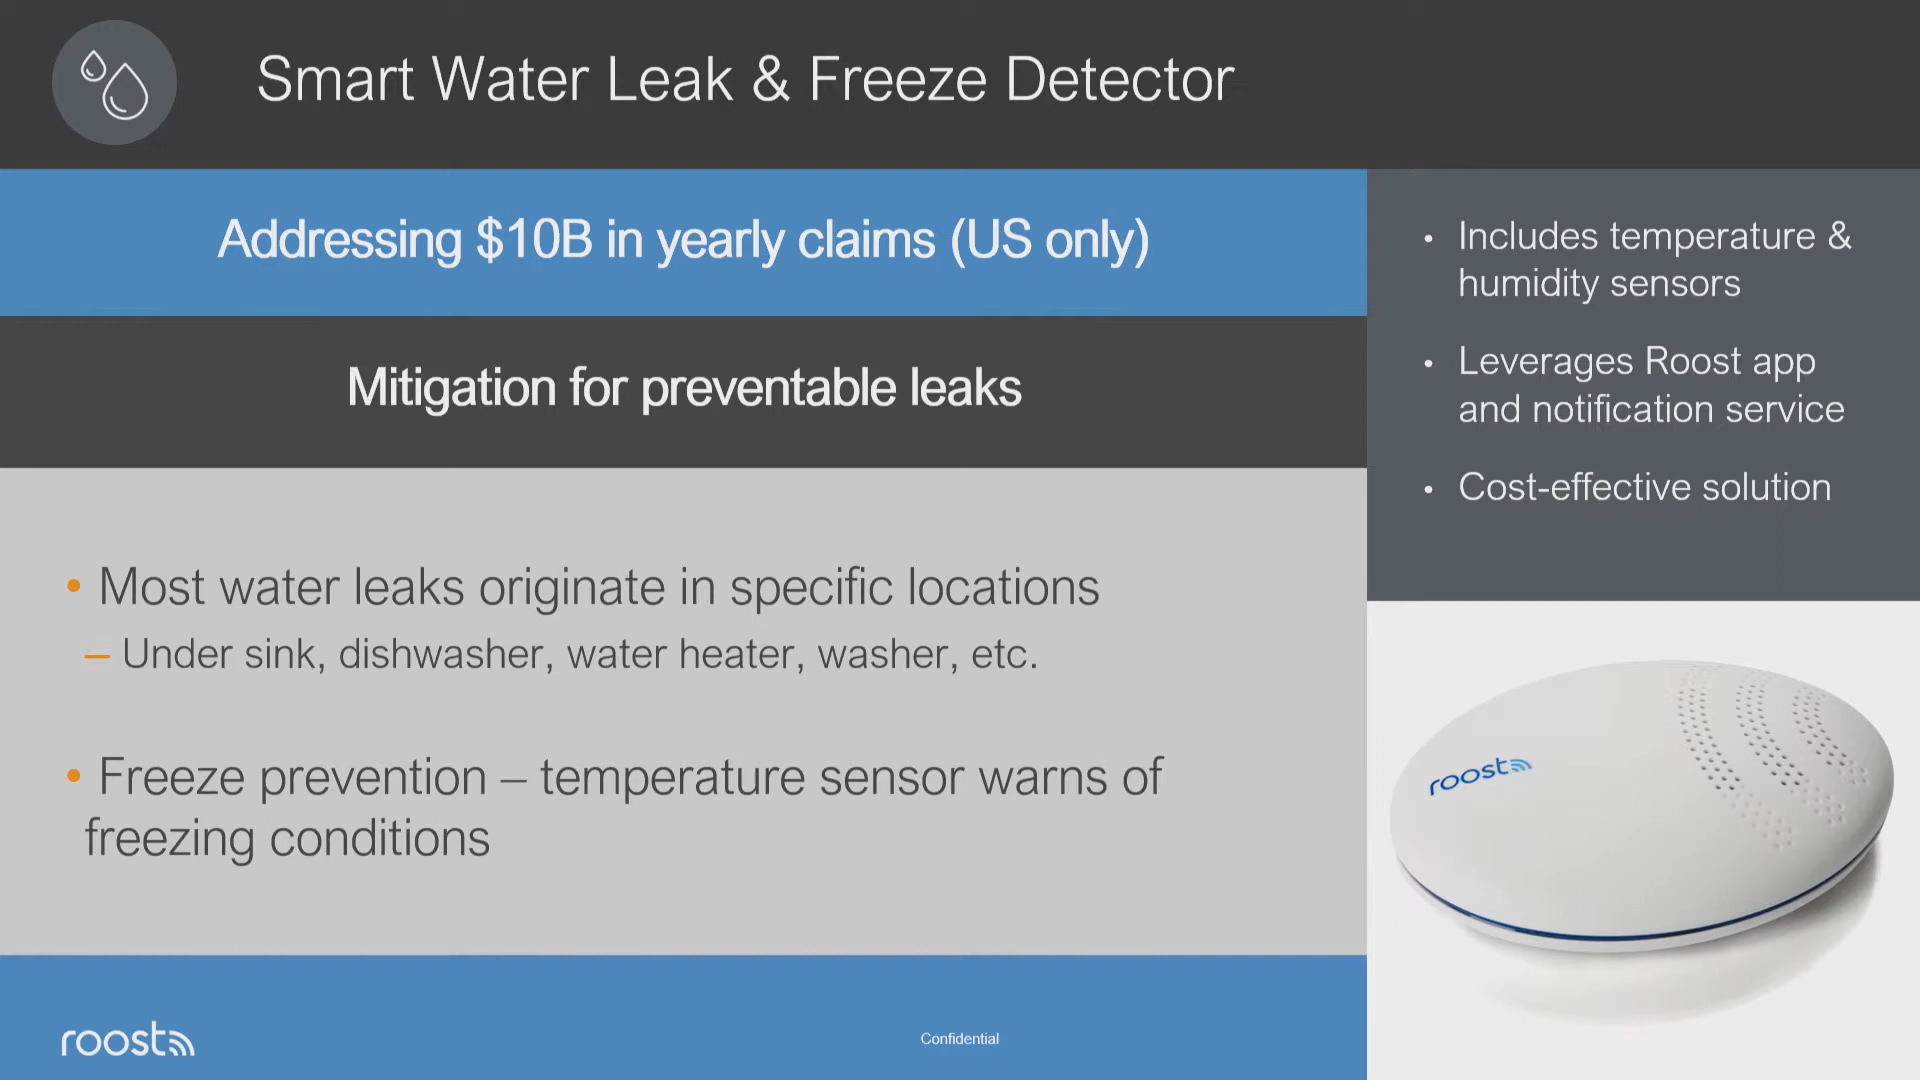 Smart Water Leak & Freeze Detector
Addressing $10B in yearly claims (US only)
Mitigation for preventable leaks
• Most water leaks originate in specific locations
– Under sink, dishwasher, water heater, washer, etc.
• Freeze prevention – temperature sensor warns of
freezing conditions
• Includes temperature &
humidity sensors
• Leverages Roost app
and notification service
• Cost-effective solution
roost
roost
Confidential